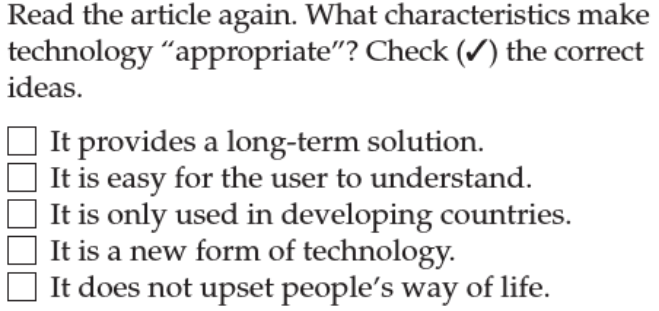 Read the article again. What characteristics make
technology “appropriate”? Check (✓) the correct
ideas.
☐ It provides a long-term solution.
☐ It is easy for the user to understand.
☐ It is only used in developing countries.
☐ It is a new form of technology.
☐ It does not upset people’s way of life.